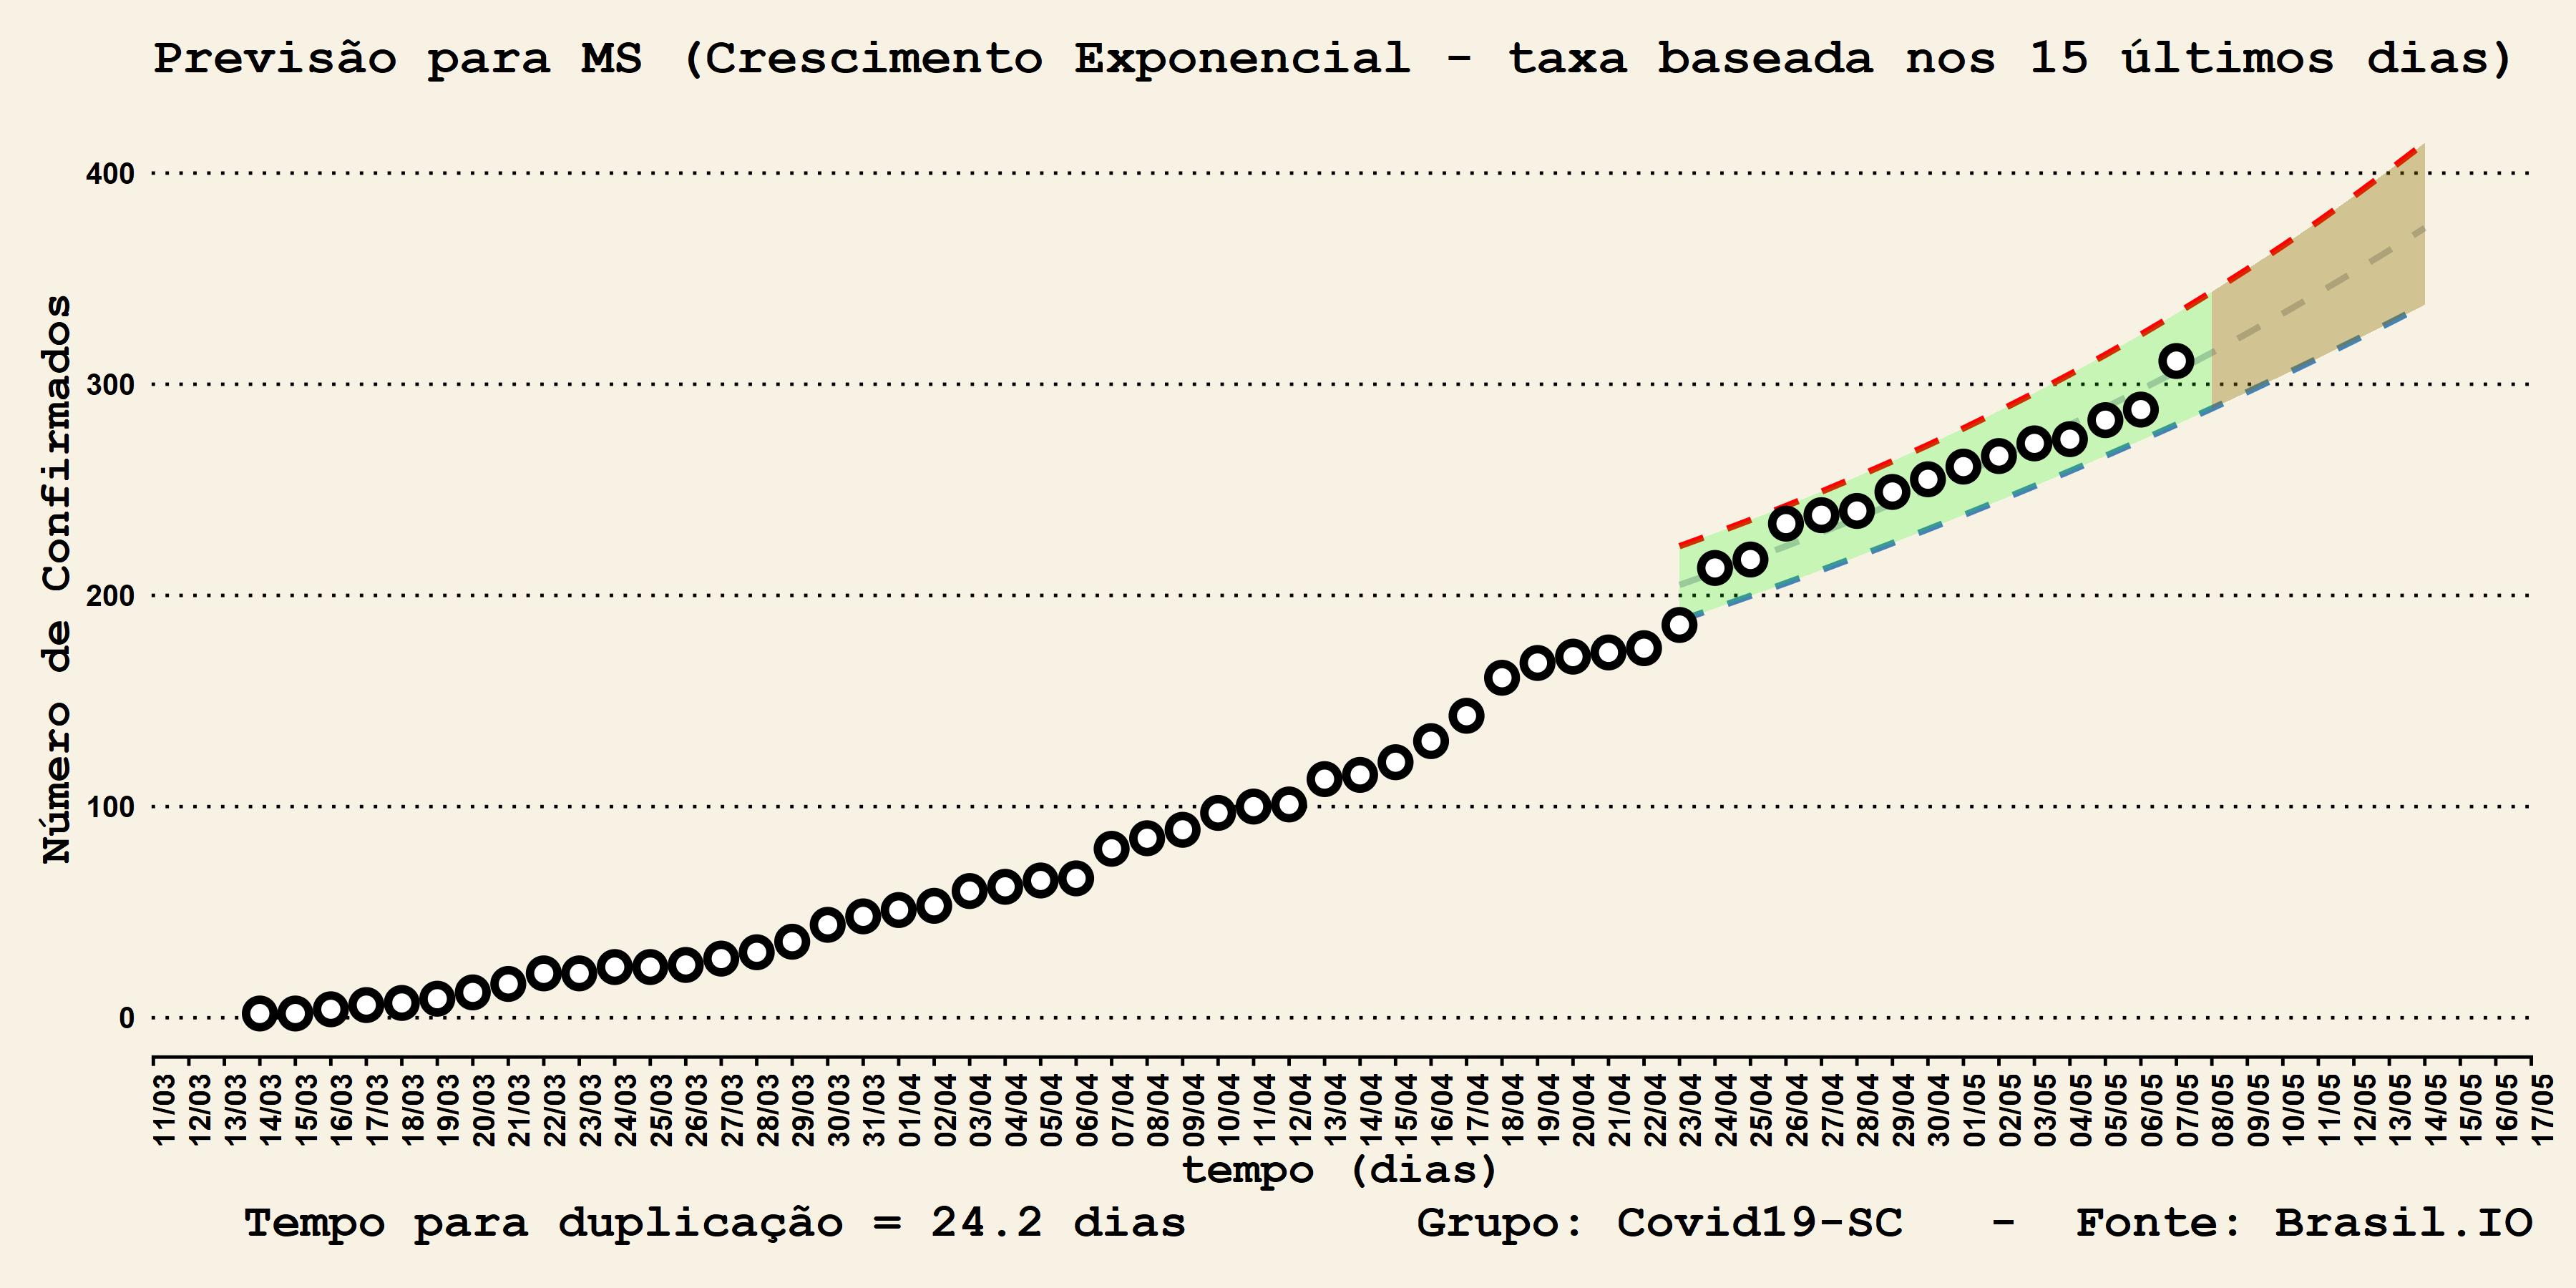 Previsão para MS (Crescimento Exponencial - taxa baseada nos 15 últimos dias)
Número de Confirmados
400
300
200
100
0
11/03 12/03 13/03 14/03 15/03 16/03 17/03 18/03 19/03 20/03 21/03 22/03 23/03 24/03 25/03 26/03 27/03 28/03 29/03 30/03 31/03 01/04 02/04 03/04 04/04 05/04 06/04 07/04 08/04 09/04 10/04 11/04 12/04 13/04 14/04 15/04 16/04 17/04 18/04 19/04 20/04 21/04 22/04 23/04 24/04 25/04 26/04 27/04 28/04 29/04 30/04 01/05 02/05 03/05 04/05 05/05 06/05 07/05 08/05 09/05 10/05 11/05 12/05 13/05 14/05 15/05 16/05 17/05
tempo (dias)
Tempo para duplicação = 24.2 dias Grupo: Covid19-SC - Fonte: Brasil.IO